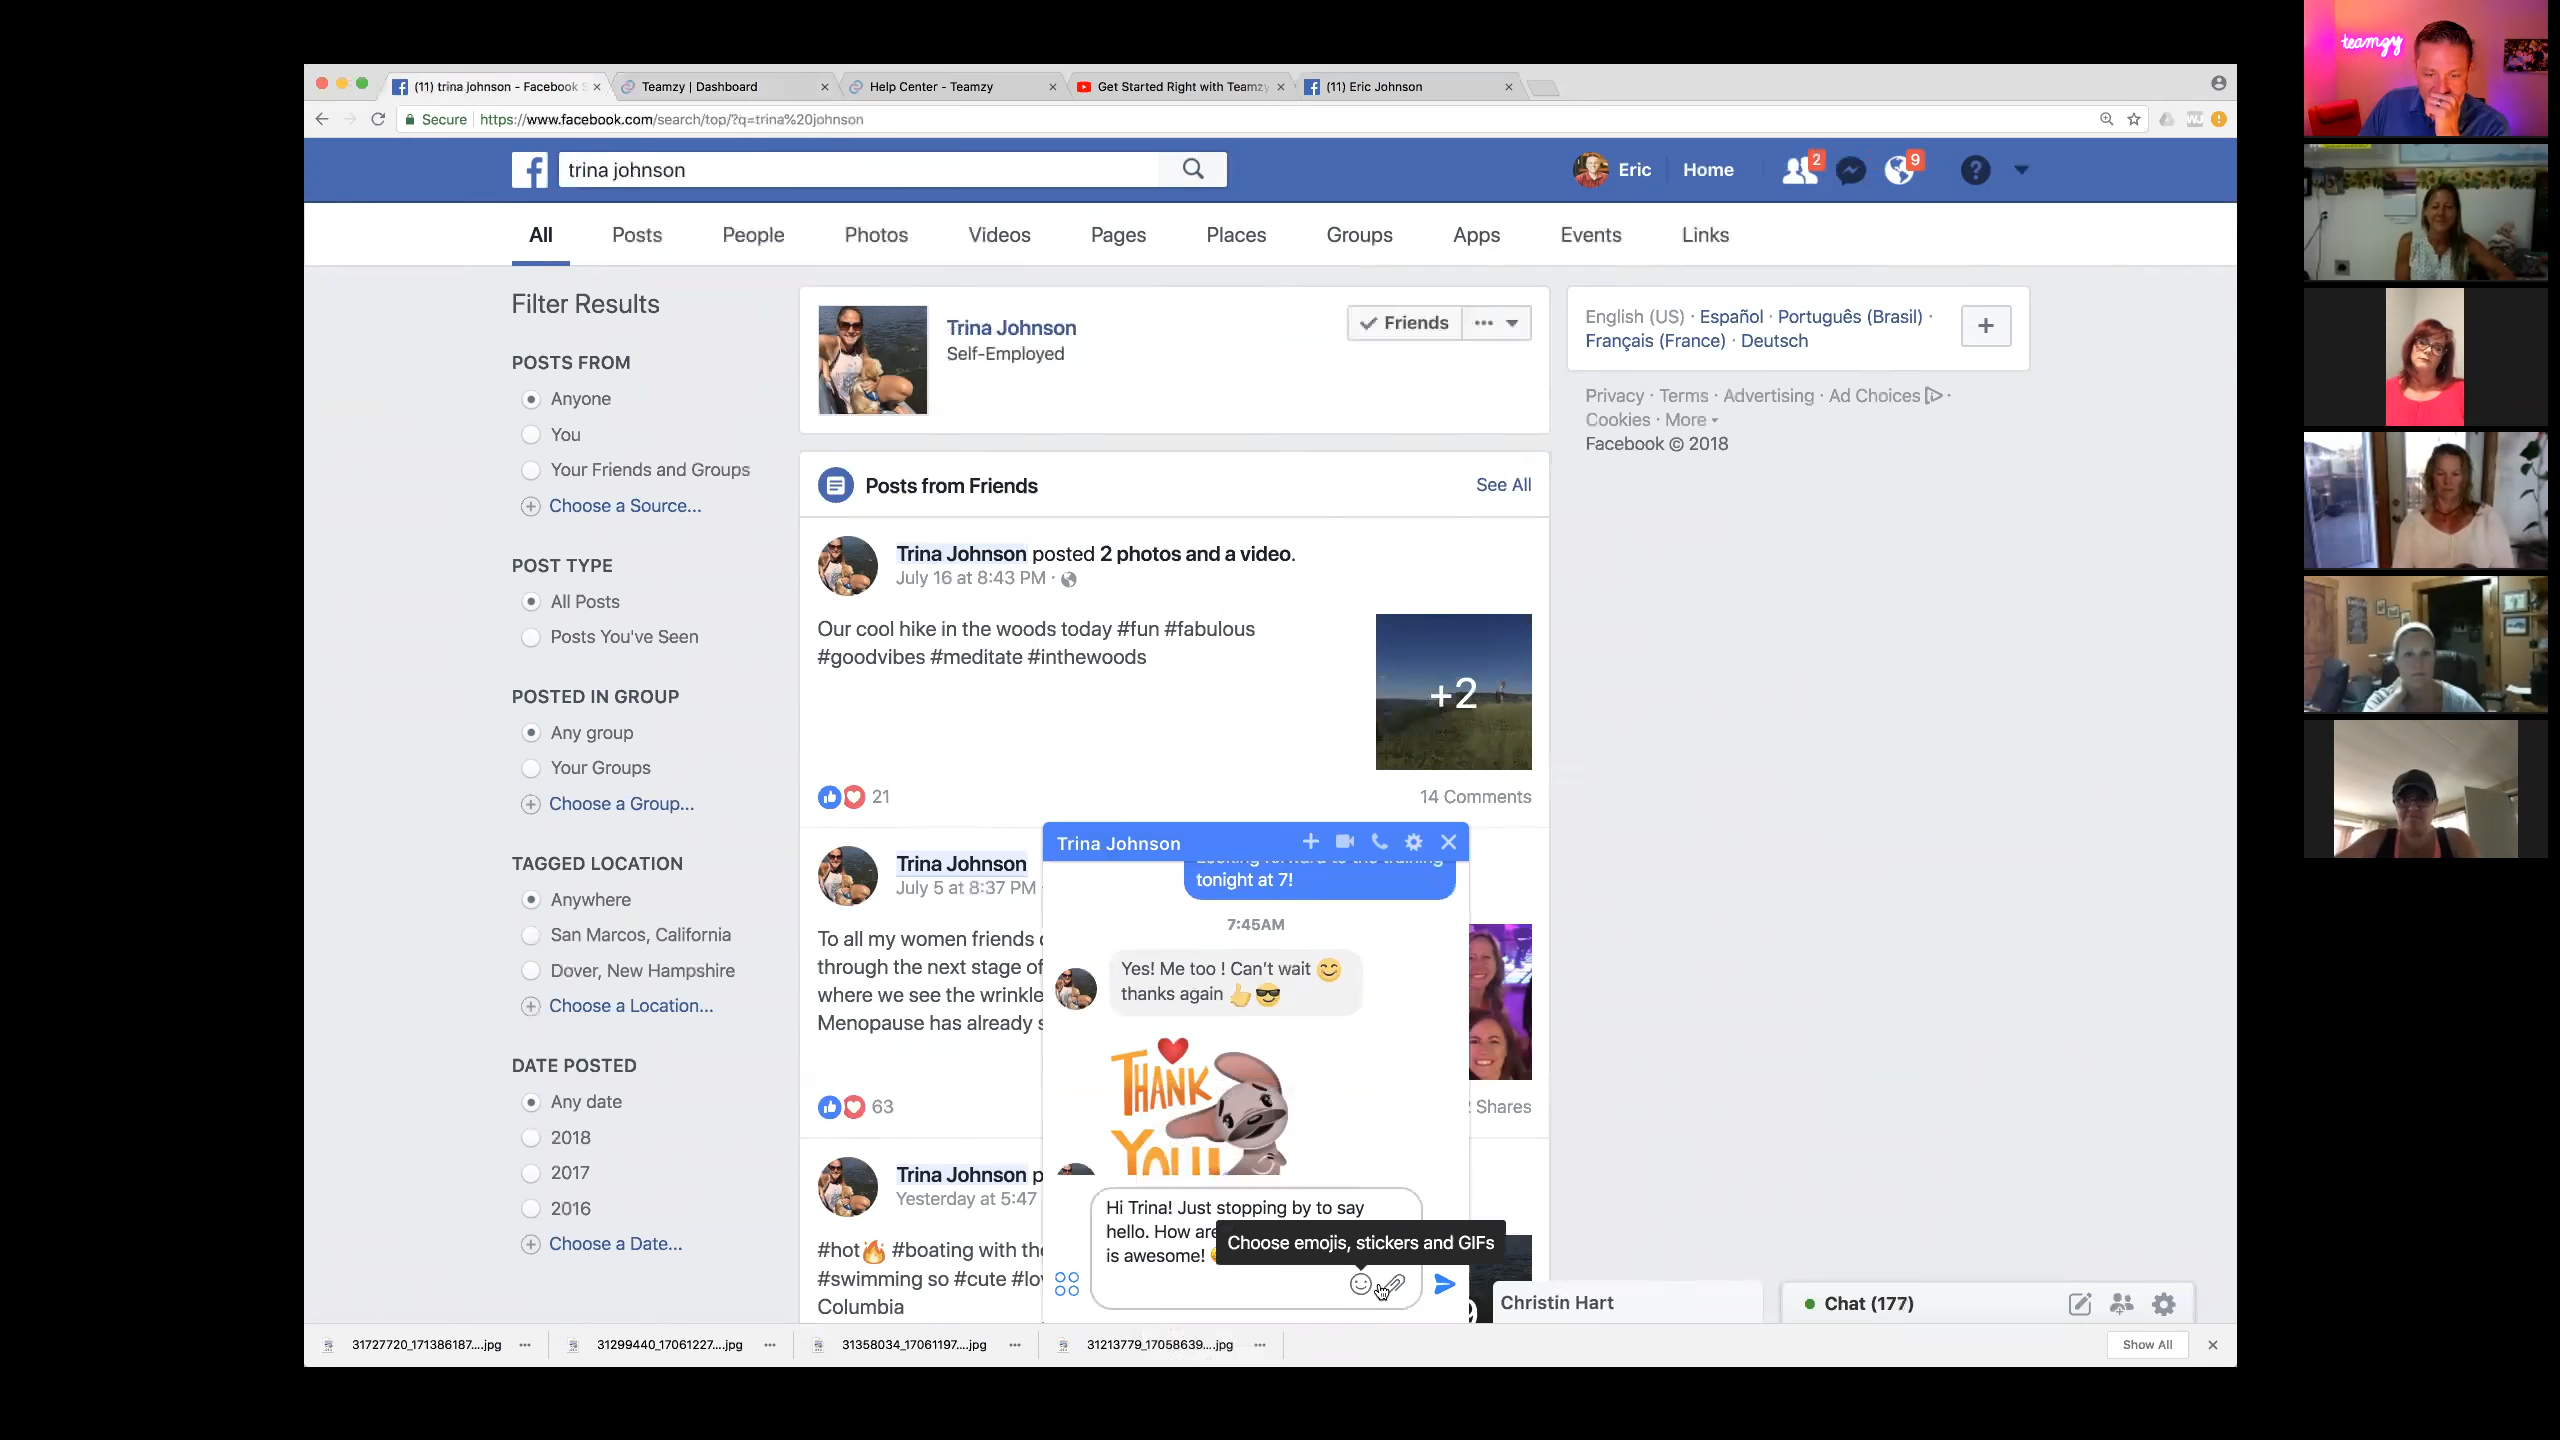 teamzy
(11) trina johnson - Facebook S
Teamzy | Dashboard
Help Center - Teamzy
Get Started Right with Teamzy
(11) Eric Johnson
Secure
https://www.facebook.com/search/top/?q=trina%20johnson
trina johnson
Eric
Home
2
9
All
Posts
People
Photos
Videos
Pages
Places
Groups
Apps
Events
Links
Filter Results
POSTS FROM
Anyone
You
Your Friends and Groups
Choose a Source...
POST TYPE
All Posts
Posts You've Seen
POSTED IN GROUP
Any group
Your Groups
Choose a Group...
TAGGED LOCATION
Anywhere
San Marcos, California
Dover, New Hampshire
Choose a Location...
DATE POSTED
Any date
2018
2017
2016
Choose a Date...
Trina Johnson
Self-Employed
Friends
Posts from Friends
See All
Trina Johnson posted 2 photos and a video.
July 16 at 8:43 PM ·
Our cool hike in the woods today #fun #fabulous
#goodvibes #meditate #inthewoods
+2
21
14 Comments
Trina Johnson
July 5 at 8:37 PM
To all my women friends
through the next stage of
where we see the wrinkle
Menopause has already s
63
Shares
Trina Johnson p
Yesterday at 5:47
#hot🔥 #boating with the
#swimming so #cute #lov
Columbia
Trina Johnson
Looking forward to the training
tonight at 7!
7:45AM
Yes! Me too ! Can't wait 😊
thanks again 👍😎
THANK
YOU!
Hi Trina! Just stopping by to say
hello. How are
is awesome!
Choose emojis, stickers and GIFs
English (US) · Español · Português (Brasil) ·
Français (France) · Deutsch
Privacy · Terms · Advertising · Ad Choices ·
Cookies · More
Facebook © 2018
Christin Hart
Chat (177)
31727720_171386187....jpg
31299440_17061227....jpg
31358034_17061197....jpg
31213779_17058639....jpg
Show All